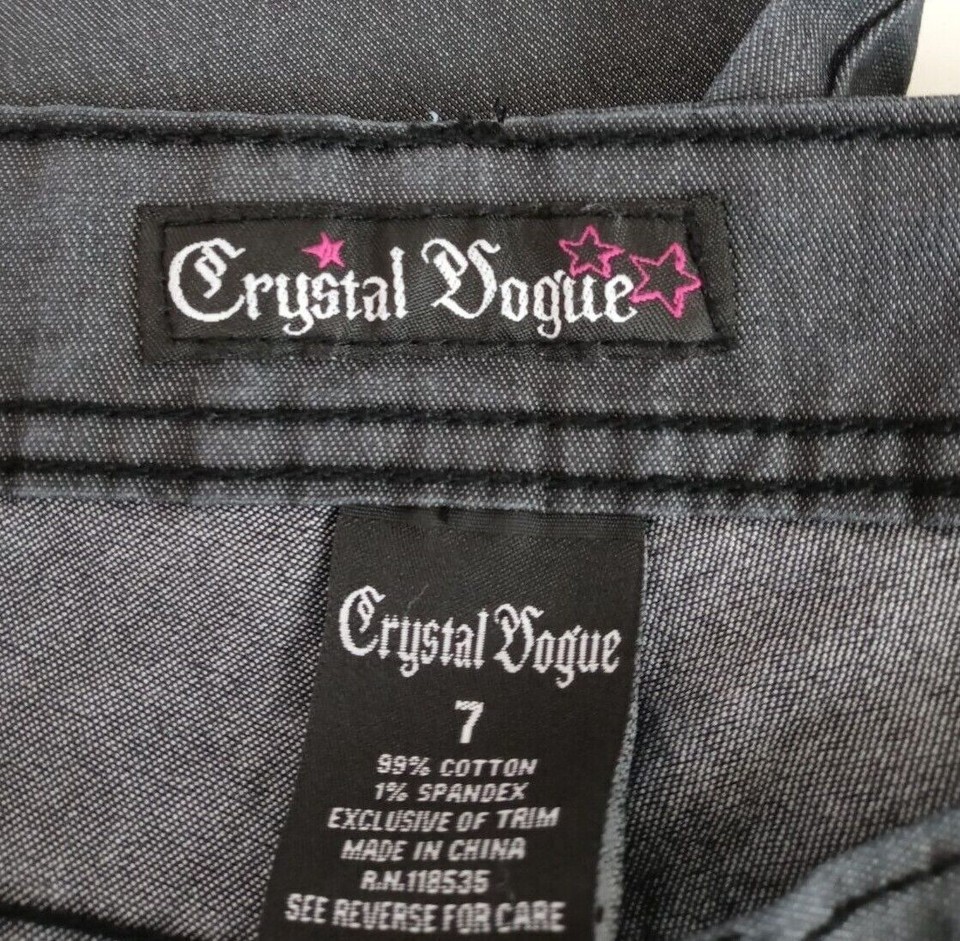 Crystal Vogue
Crystal Vogue
7
99% COTTON
1% SPANDEX
EXCLUSIVE OF TRIM
MADE IN CHINA
R.N.118535
SEE REVERSE FOR CARE